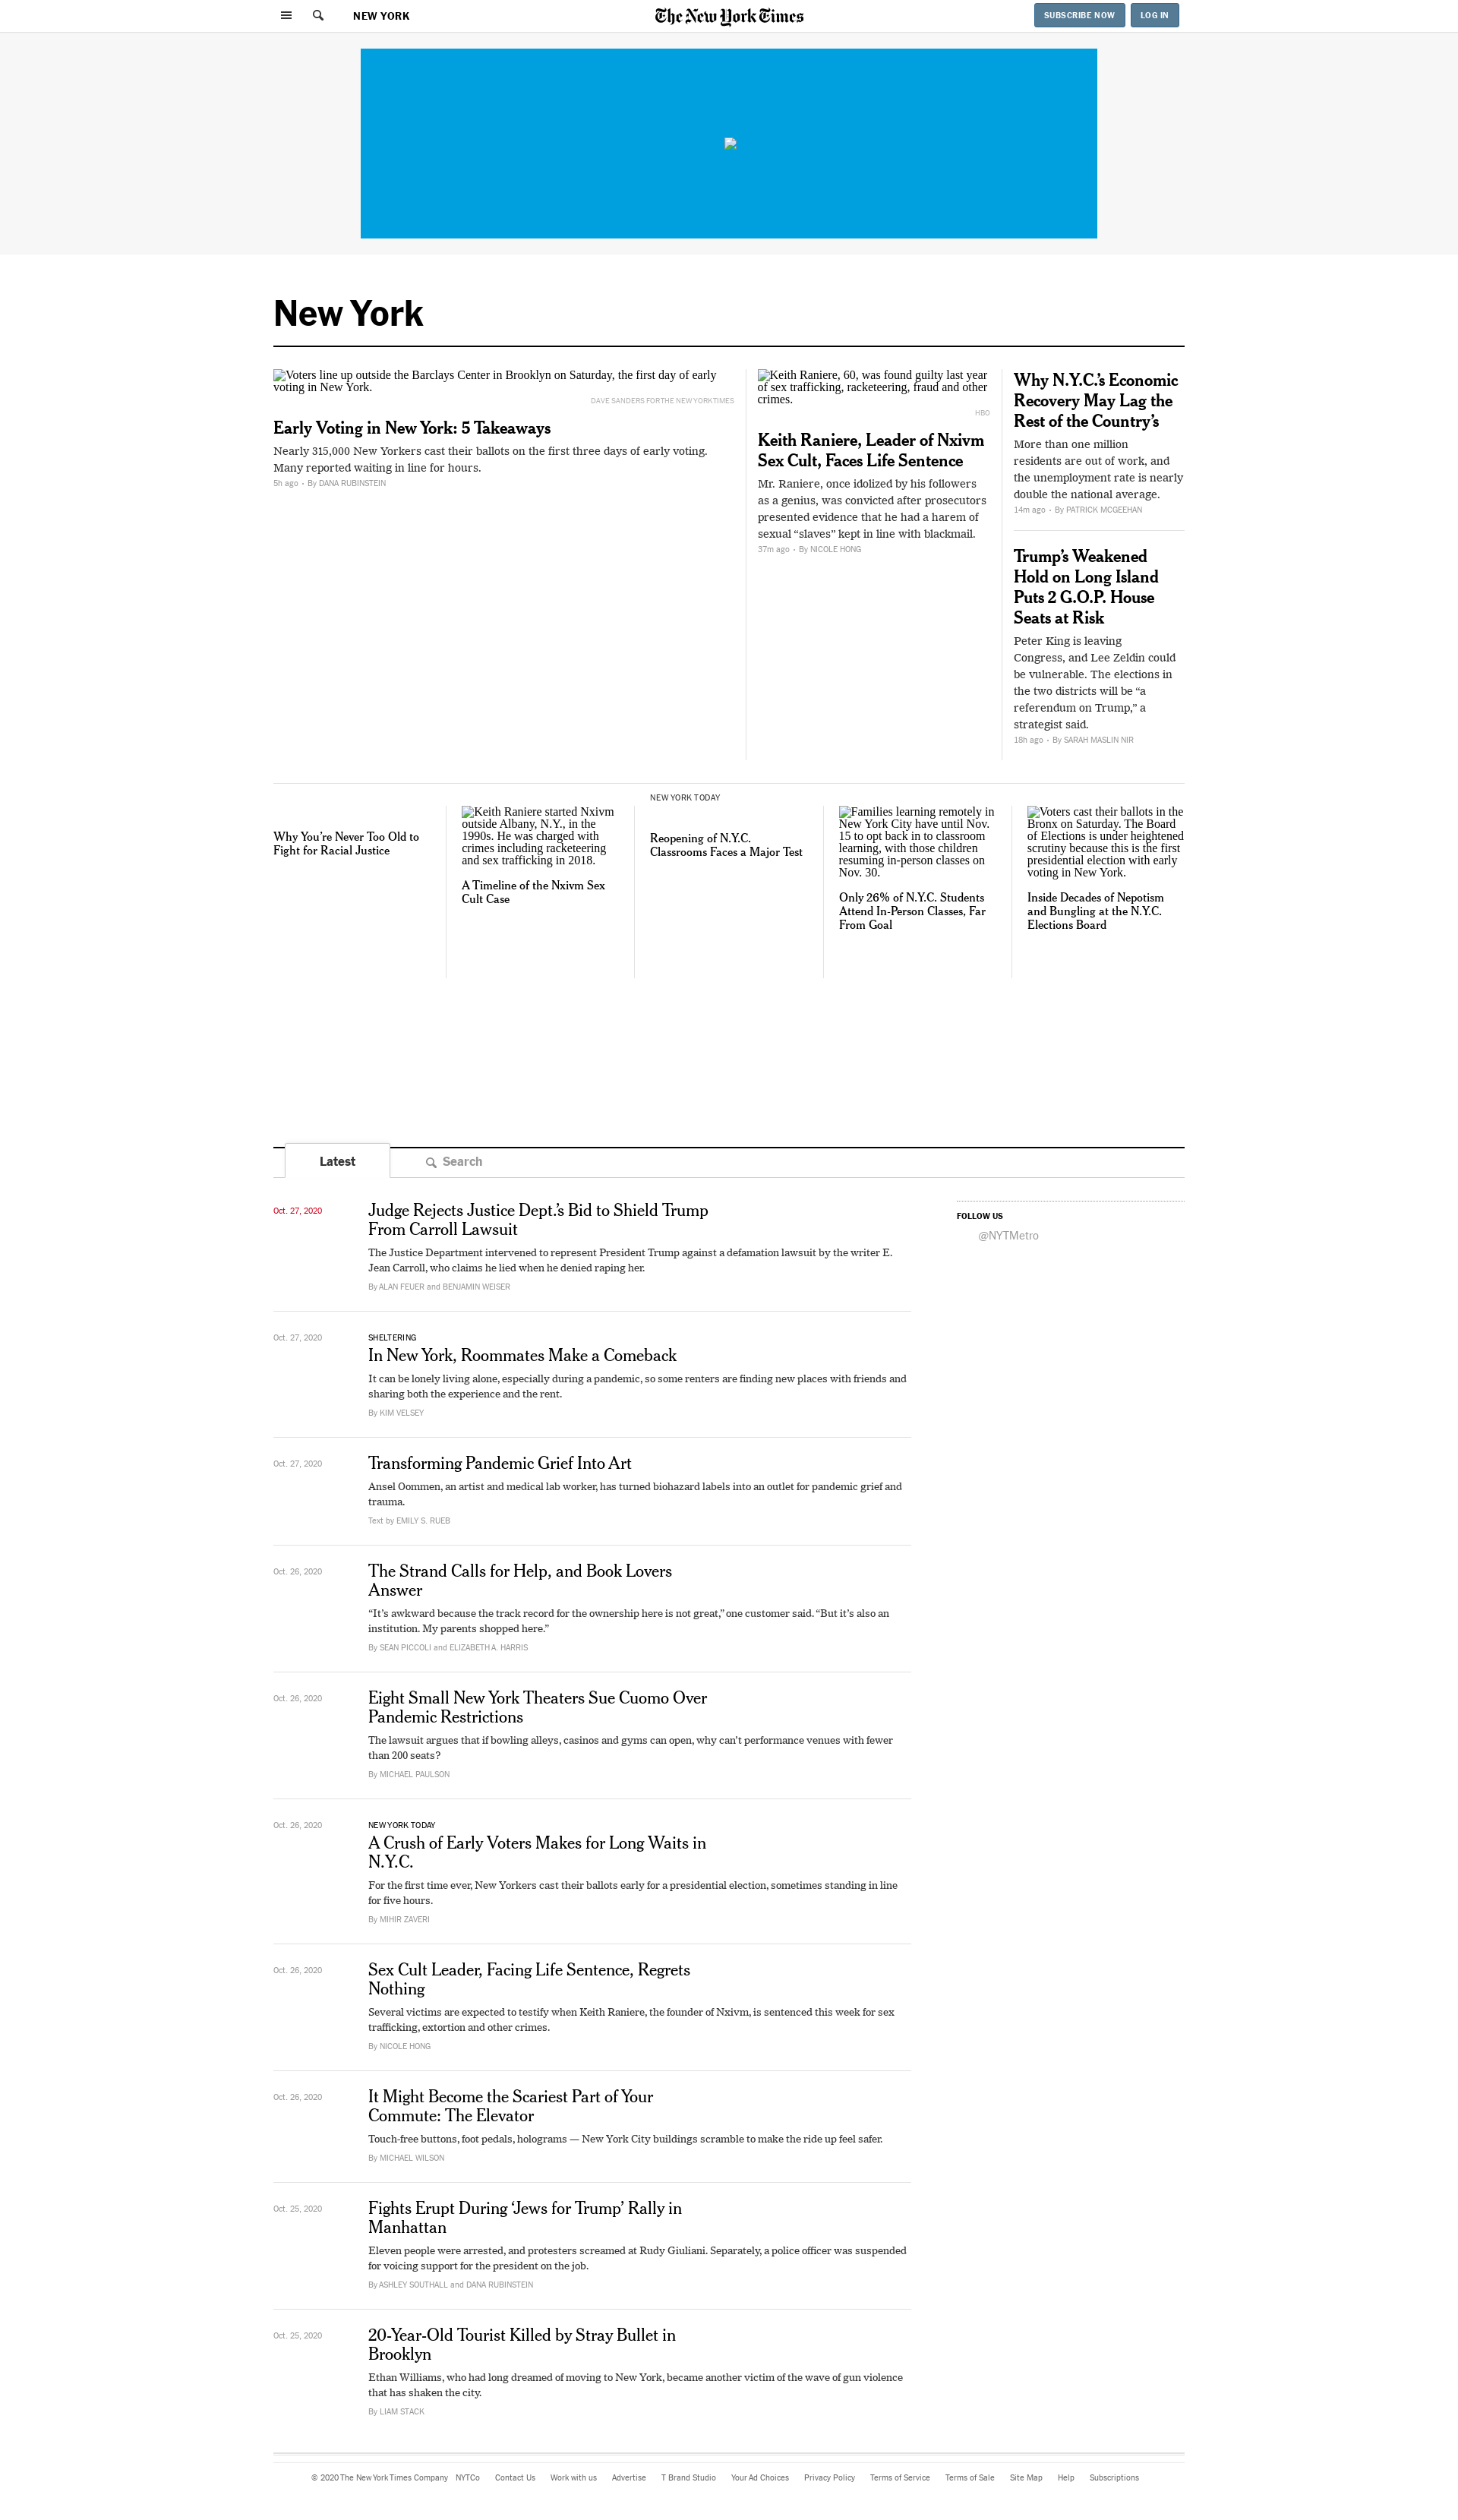 NEW YORK
The New York Times
SUBSCRIBE NOW
LOG IN
New York
Voters line up outside the Barclays Center in Brooklyn on Saturday, the first day of early
voting in New York.
DAVE SANDERS FOR THE NEW YORK TIMES
Early Voting in New York: 5 Takeaways
Nearly 315,000 New Yorkers cast their ballots on the first three days of early voting.
Many reported waiting in line for hours.
5h ago • By DANA RUBINSTEIN
Keith Raniere, 60, was found guilty last year
of sex trafficking, racketeering, fraud and other
crimes.
HBO
Keith Raniere, Leader of Nxivm
Sex Cult, Faces Life Sentence
Mr. Raniere, once idolized by his followers
as a genius, was convicted after prosecutors
presented evidence that he had a harem of
sexual “slaves” kept in line with blackmail.
37m ago • By NICOLE HONG
Why N.Y.C.’s Economic
Recovery May Lag the
Rest of the Country’s
More than one million
residents are out of work, and
the unemployment rate is nearly
double the national average.
14m ago • By PATRICK MCGEEHAN
Trump’s Weakened
Hold on Long Island
Puts 2 G.O.P. House
Seats at Risk
Peter King is leaving
Congress, and Lee Zeldin could
be vulnerable. The elections in
the two districts will be “a
referendum on Trump,” a
strategist said.
18h ago • By SARAH MASLIN NIR
Why You’re Never Too Old to
Fight for Racial Justice
Keith Raniere started Nxivm
outside Albany, N.Y., in the
1990s. He was charged with
crimes including racketeering
and sex trafficking in 2018.
A Timeline of the Nxivm Sex
Cult Case
NEW YORK TODAY
Reopening of N.Y.C.
Classrooms Faces a Major Test
Families learning remotely in
New York City have until Nov.
15 to opt back in to classroom
learning, with those children
resuming in-person classes on
Nov. 30.
Only 26% of N.Y.C. Students
Attend In-Person Classes, Far
From Goal
Voters cast their ballots in the
Bronx on Saturday. The Board
of Elections is under heightened
scrutiny because this is the first
presidential election with early
voting in New York.
Inside Decades of Nepotism
and Bungling at the N.Y.C.
Elections Board
Latest
Search
Oct. 27, 2020
Judge Rejects Justice Dept.’s Bid to Shield Trump
From Carroll Lawsuit
The Justice Department intervened to represent President Trump against a defamation lawsuit by the writer E.
Jean Carroll, who claims he lied when he denied raping her.
By ALAN FEUER and BENJAMIN WEISER
FOLLOW US
@NYTMetro
Oct. 27, 2020
SHELTERING
In New York, Roommates Make a Comeback
It can be lonely living alone, especially during a pandemic, so some renters are finding new places with friends and
sharing both the experience and the rent.
By KIM VELSEY
Oct. 27, 2020
Transforming Pandemic Grief Into Art
Ansel Oommen, an artist and medical lab worker, has turned biohazard labels into an outlet for pandemic grief and
trauma.
Text by EMILY S. RUEB
Oct. 26, 2020
The Strand Calls for Help, and Book Lovers
Answer
“It’s awkward because the track record for the ownership here is not great,” one customer said. “But it’s also an
institution. My parents shopped here.”
By SEAN PICCOLI and ELIZABETH A. HARRIS
Oct. 26, 2020
Eight Small New York Theaters Sue Cuomo Over
Pandemic Restrictions
The lawsuit argues that if bowling alleys, casinos and gyms can open, why can’t performance venues with fewer
than 200 seats?
By MICHAEL PAULSON
Oct. 26, 2020
NEW YORK TODAY
A Crush of Early Voters Makes for Long Waits in
N.Y.C.
For the first time ever, New Yorkers cast their ballots early for a presidential election, sometimes standing in line
for five hours.
By MIHIR ZAVERI
Oct. 26, 2020
Sex Cult Leader, Facing Life Sentence, Regrets
Nothing
Several victims are expected to testify when Keith Raniere, the founder of Nxivm, is sentenced this week for sex
trafficking, extortion and other crimes.
By NICOLE HONG
Oct. 26, 2020
It Might Become the Scariest Part of Your
Commute: The Elevator
Touch-free buttons, foot pedals, holograms — New York City buildings scramble to make the ride up feel safer.
By MICHAEL WILSON
Oct. 25, 2020
Fights Erupt During ‘Jews for Trump’ Rally in
Manhattan
Eleven people were arrested, and protesters screamed at Rudy Giuliani. Separately, a police officer was suspended
for voicing support for the president on the job.
By ASHLEY SOUTHALL and DANA RUBINSTEIN
Oct. 25, 2020
20-Year-Old Tourist Killed by Stray Bullet in
Brooklyn
Ethan Williams, who had long dreamed of moving to New York, became another victim of the wave of gun violence
that has shaken the city.
By LIAM STACK
© 2020 The New York Times Company NYTCo Contact Us Work with us Advertise T Brand Studio Your Ad Choices Privacy Policy Terms of Service Terms of Sale Site Map Help Subscriptions